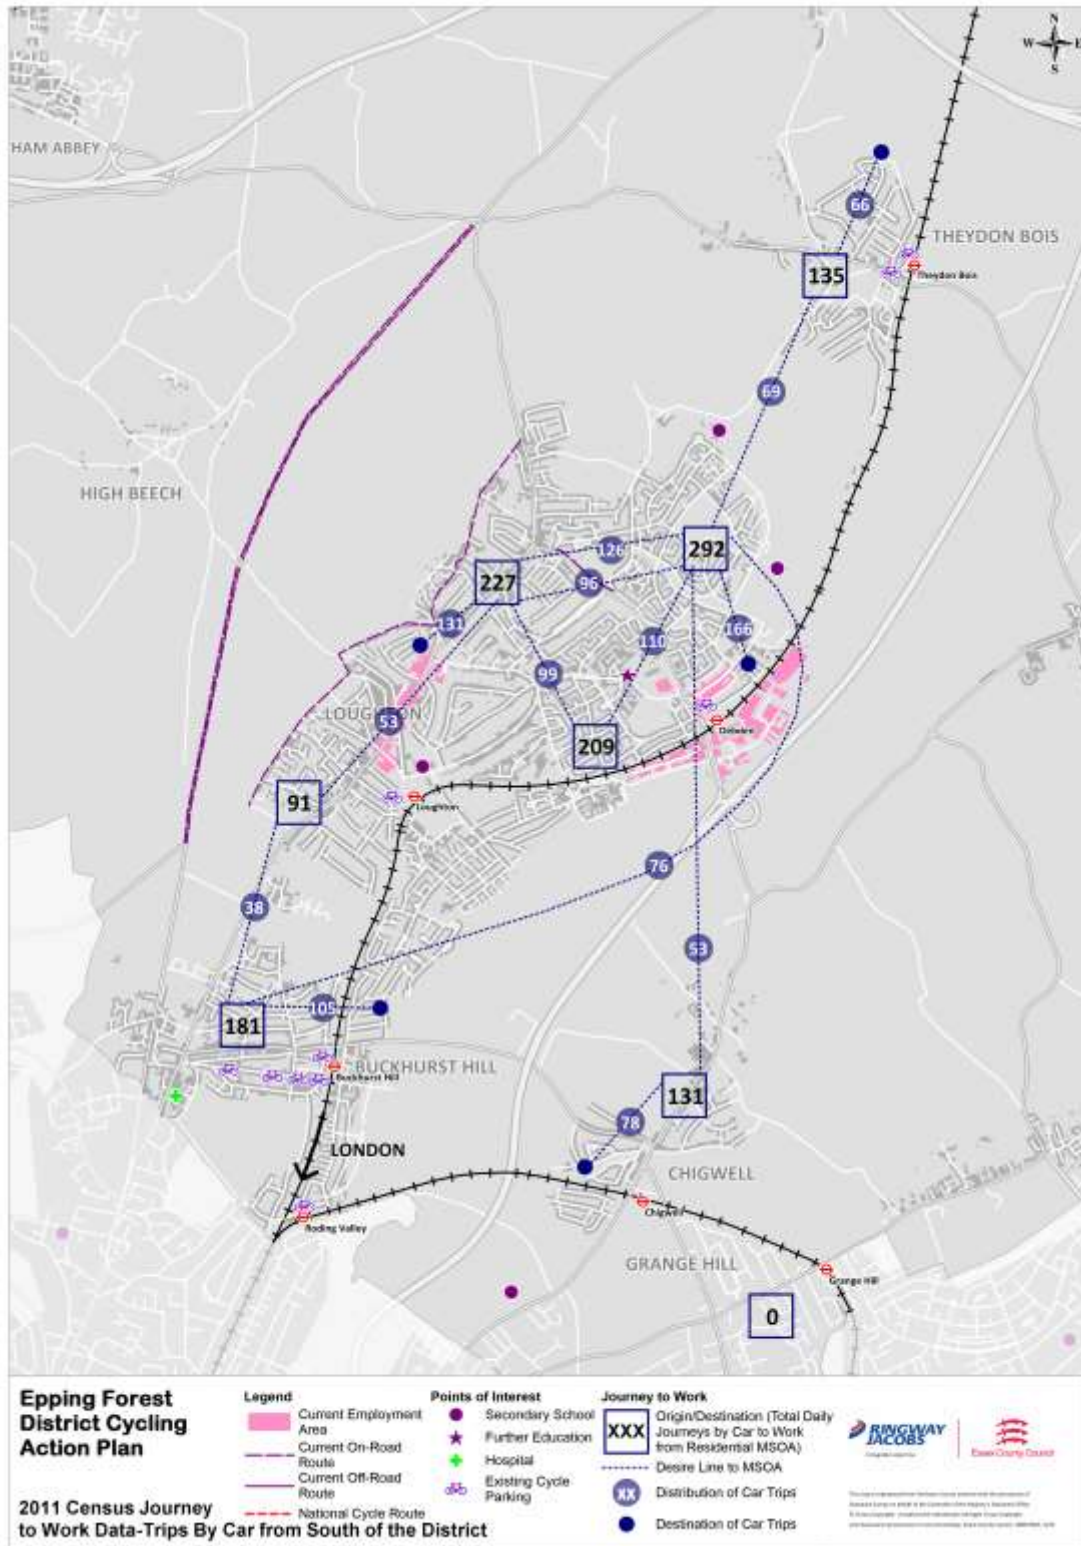 N
W E
S
HAM ABBEY
66
THEYDON BOIS
135
Theydon Bois
69
HIGH BEECH
126
292
227
96
131
110
166
99
LOUGHTON
53
209
Debden
91
Loughton
76
38
53
105
181
BUCKHURST HILL
Buckhurst Hill
131
78
LONDON
CHIGWELL
Chigwell
Roding Valley
GRANGE HILL
Grange Hill
0
Epping Forest
District Cycling
Action Plan
2011 Census Journey
to Work Data-Trips By Car from South of the District
Legend
Current Employment
Area
Current On-Road
Route
Current Off-Road
Route
National Cycle Route
Points of Interest
Secondary School
Further Education
Hospital
Existing Cycle
Parking
Journey to Work
XXX
Origin/Destination (Total Daily
Journeys by Car to Work
from Residential MSOA)
Desire Line to MSOA
XX
Distribution of Car Trips
Destination of Car Trips
RINGWAY
JACOBS
Essex County Council